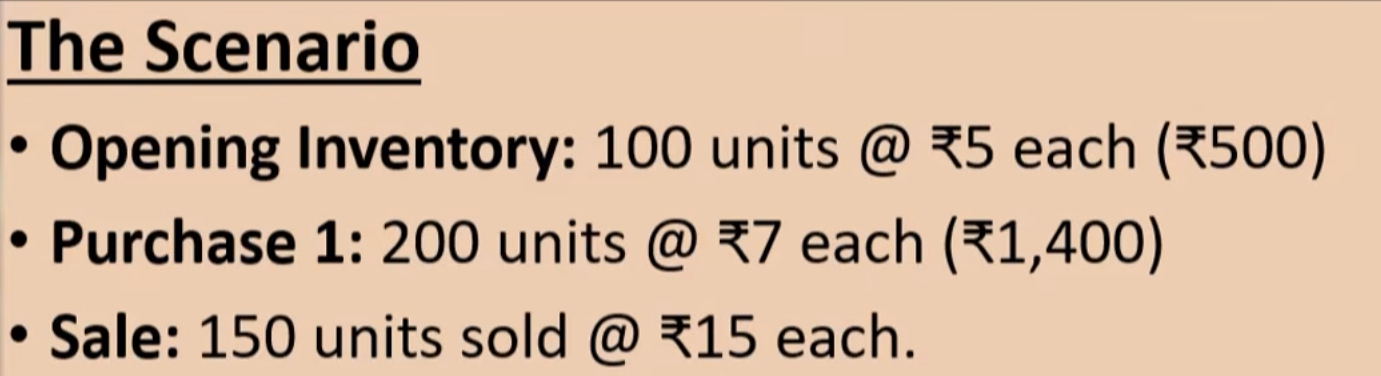 The Scenario
• Opening Inventory: 100 units @ ₹5 each (₹500)
• Purchase 1: 200 units @ ₹7 each (₹1,400)
• Sale: 150 units sold @ ₹15 each.